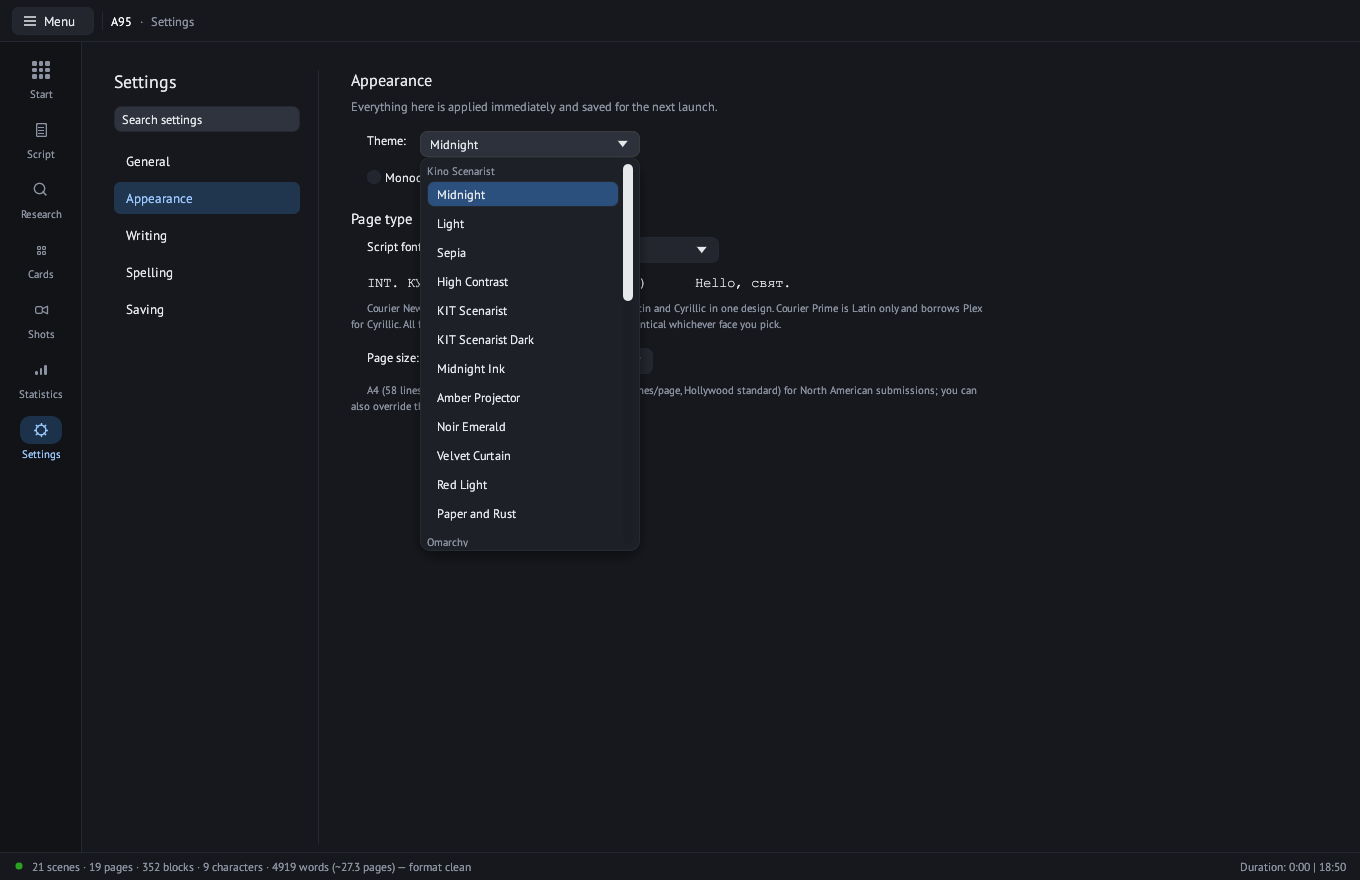 Menu
A95 · Settings
Start
Script
Research
Cards
Shots
Statistics
Settings
Settings
Search settings
General
Appearance
Writing
Spelling
Saving
Appearance
Everything here is applied immediately and saved for the next launch.
Theme: Midnight
Kino Scenarist
Midnight
Light
Sepia
High Contrast
KIT Scenarist
KIT Scenarist Dark
Midnight Ink
Amber Projector
Noir Emerald
Velvet Curtain
Red Light
Paper and Rust
Omarchy
Page type
Script font
INT. ) Hello, свят.
Courier New and Cyrillic in one design. Courier Prime is Latin only and borrows Plex
for Cyrillic. All whichever face you pick.
Page size:
A4 (58 lines Hollywood standard) for North American submissions; you can
also override
21 scenes · 19 pages · 352 blocks · 9 characters · 4919 words (~27.3 pages) — format clean
Duration: 0:00 | 18:50